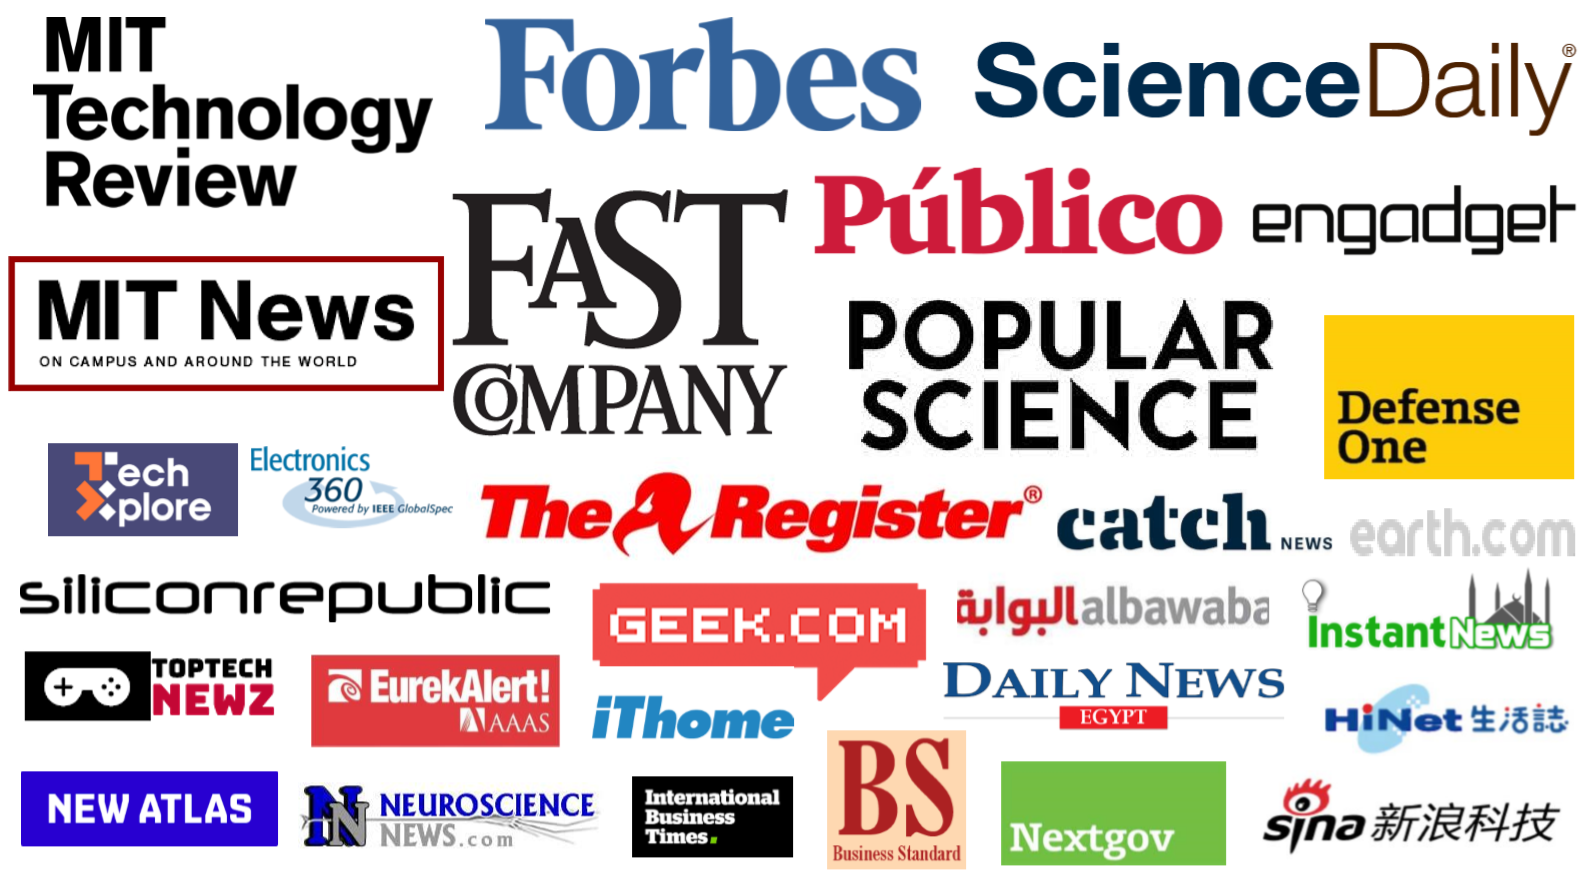 MIT
Technology
Review
Forbes
ScienceDaily®
FAST
COMPANY
Público
engadget
MIT News
ON CAMPUS AND AROUND THE WORLD
POPULAR
SCIENCE
Defense
One
Tech
Xplore
Electronics
360
Powered by IEEE GlobalSpec
The Register®
catch NEWS
earth.com
siliconrepublic
GEEK.COM
البوابة albawaba
InstantNews
TOPTECH
NEWZ
EurekAlert!
AAAS
iThome
DAILY NEWS
EGYPT
HiNet 生活誌
NEW ATLAS
NN NEUROSCIENCE
NEWS.com
International
Business
Times.
BS
Business Standard
Nextgov
sina 新浪科技